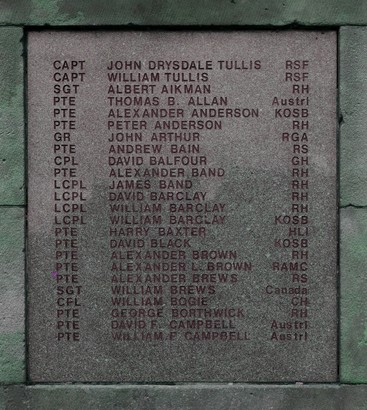 CAPT JOHN DRYSDALE TULLIS RSF
CAPT WILLIAM TULLIS RSF
SGT ALBERT AIKMAN RH
PTE THOMAS B. ALLAN Austrl
PTE ALEXANDER ANDERSON KOSB
PTE PETER ANDERSON RH
GR JOHN ARTHUR RGA
PTE ANDREW BAIN RS
CPL DAVID BALFOUR GH
PTE ALEXANDER BAND RH
LCPL JAMES BAND RH
LCPL DAVID BARCLAY RH
LCPL WILLIAM BARCLAY RH
LCPL WILLIAM BARCLAY KOSB
PTE HARRY BAXTER HLI
PTE DAVID BLACK KOSB
PTE ALEXANDER BROWN RH
PTE ALEXANDER L. BROWN RAMC
PTE ALEXANDER BREWS RS
SGT WILLIAM BREWS Canada
CPL WILLIAM BOGIE CH
PTE GEORGE BORTHWICK RH
PTE DAVID F. CAMPBELL Austrl
PTE WILLIAM F CAMPBELL Austrl